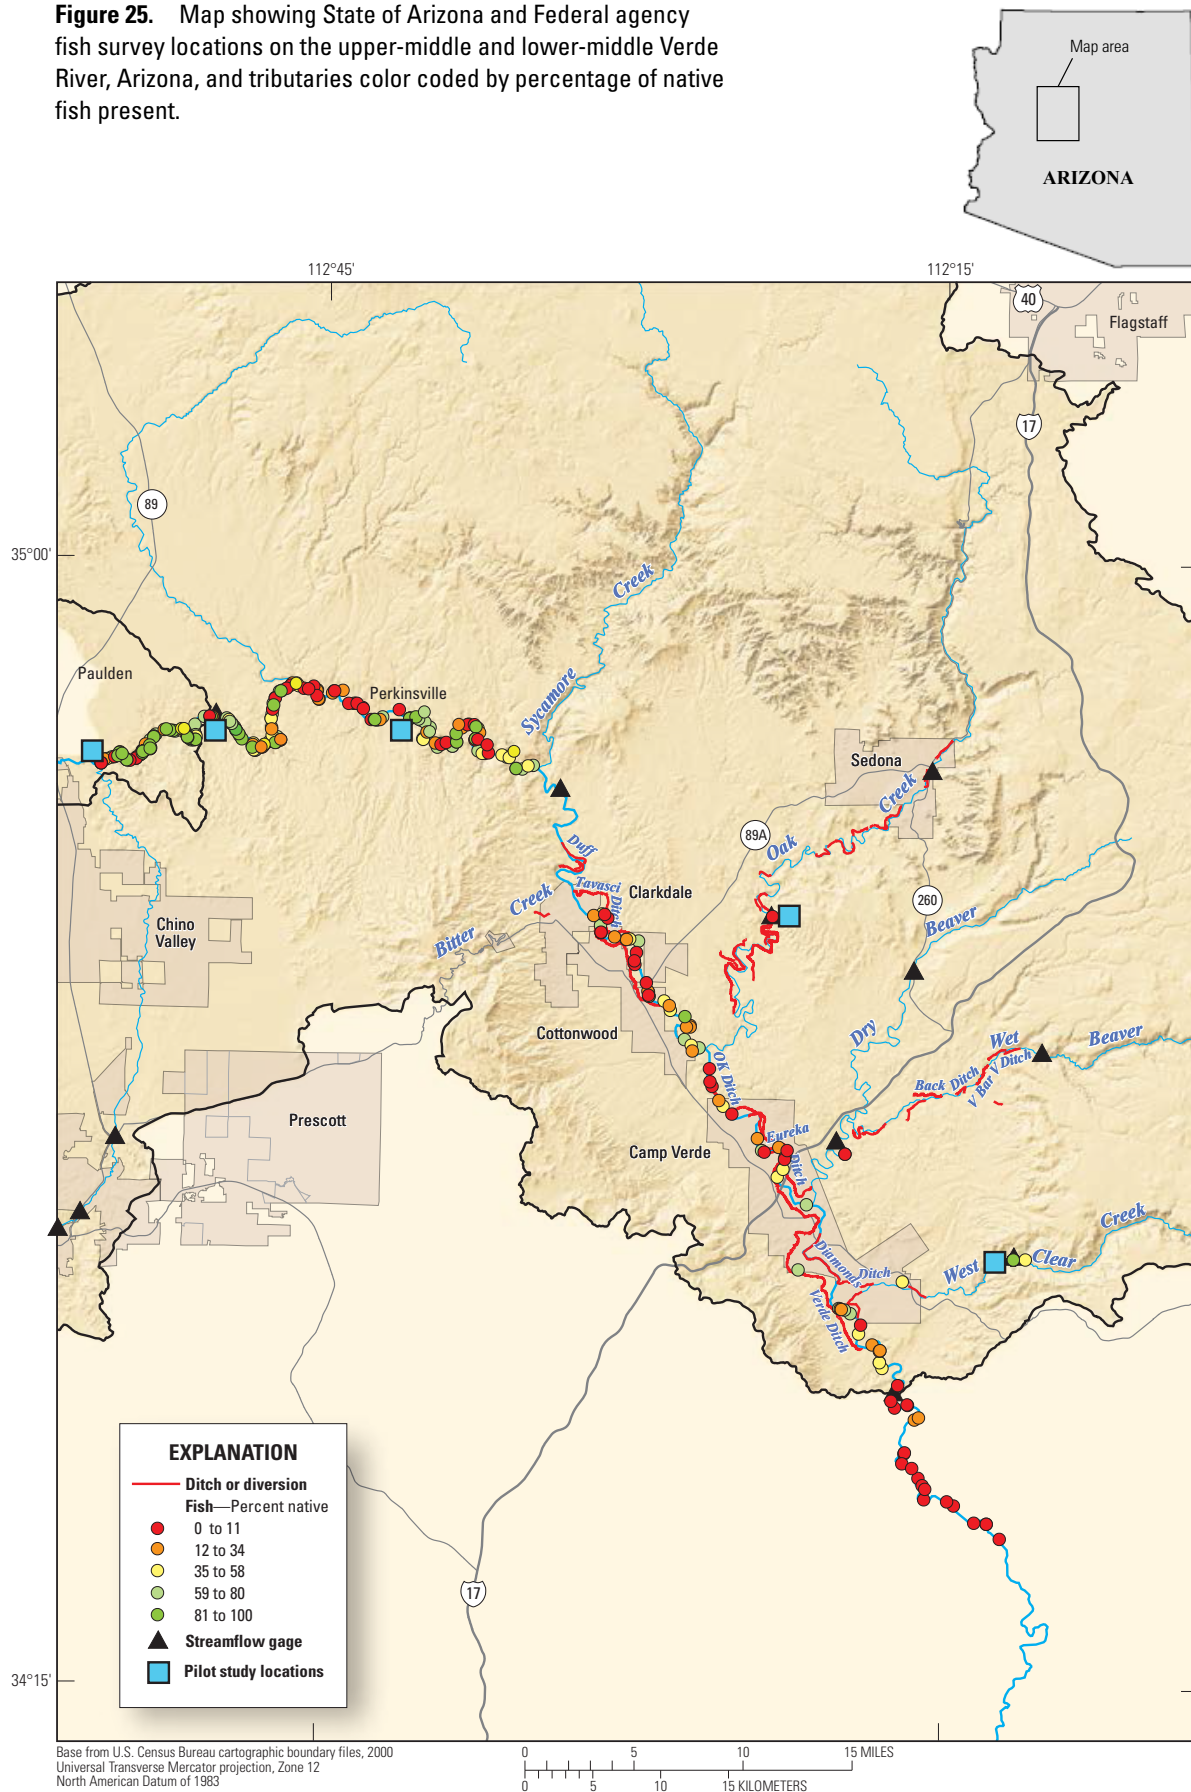 Figure 25. Map showing State of Arizona and Federal agency
fish survey locations on the upper-middle and lower-middle Verde
River, Arizona, and tributaries color coded by percentage of native
fish present.
Map area
ARIZONA
112°45'
112°15'
40
Flagstaff
17
89
35°00'
Creek
Paulden
Perkinsville
Sycamore
Sedona
Creek
89A
Oak
Duff
Tavasci
Ditch
Clarkdale
Creek
Bitter
260
Beaver
Chino
Valley
Cottonwood
Dry
Wet
Beaver
OK Ditch
Back Ditch
V Bar V Ditch
Prescott
Eureka
Ditch
Camp Verde
Creek
West
Clear
Diamonds
Ditch
Verde Ditch
EXPLANATION
Ditch or diversion
Fish—Percent native
0 to 11
12 to 34
35 to 58
59 to 80
81 to 100
Streamflow gage
Pilot study locations
17
34°15'
Base from U.S. Census Bureau cartographic boundary files, 2000
Universal Transverse Mercator projection, Zone 12
North American Datum of 1983
0 5 10 15 MILES
0 5 10 15 KILOMETERS